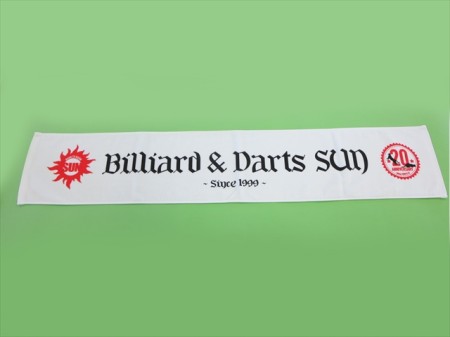 SUN
Billiard & Darts SUN
- Since 1999 -
20